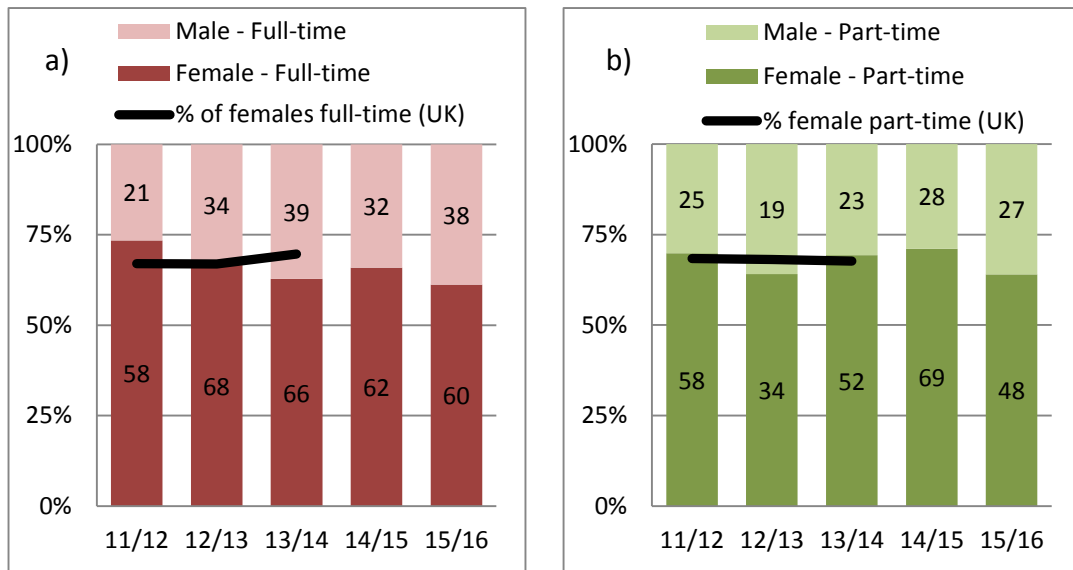 a)
Male - Full-time
Female - Full-time
% of females full-time (UK)
100%
75%
50%
25%
0%
21 34 39 32 38
58 68 66 62 60
11/12 12/13 13/14 14/15 15/16
b)
Male - Part-time
Female - Part-time
% female part-time (UK)
100%
75%
50%
25%
0%
25 19 23 28 27
58 34 52 69 48
11/12 12/13 13/14 14/15 15/16